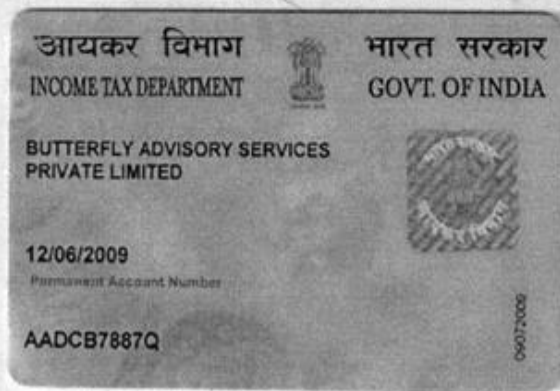 आयकर विभाग
INCOME TAX DEPARTMENT
भारत सरकार
GOVT. OF INDIA
BUTTERFLY ADVISORY SERVICES
PRIVATE LIMITED
12/06/2009
Permanent Account Number
AADCB7887Q
09072009